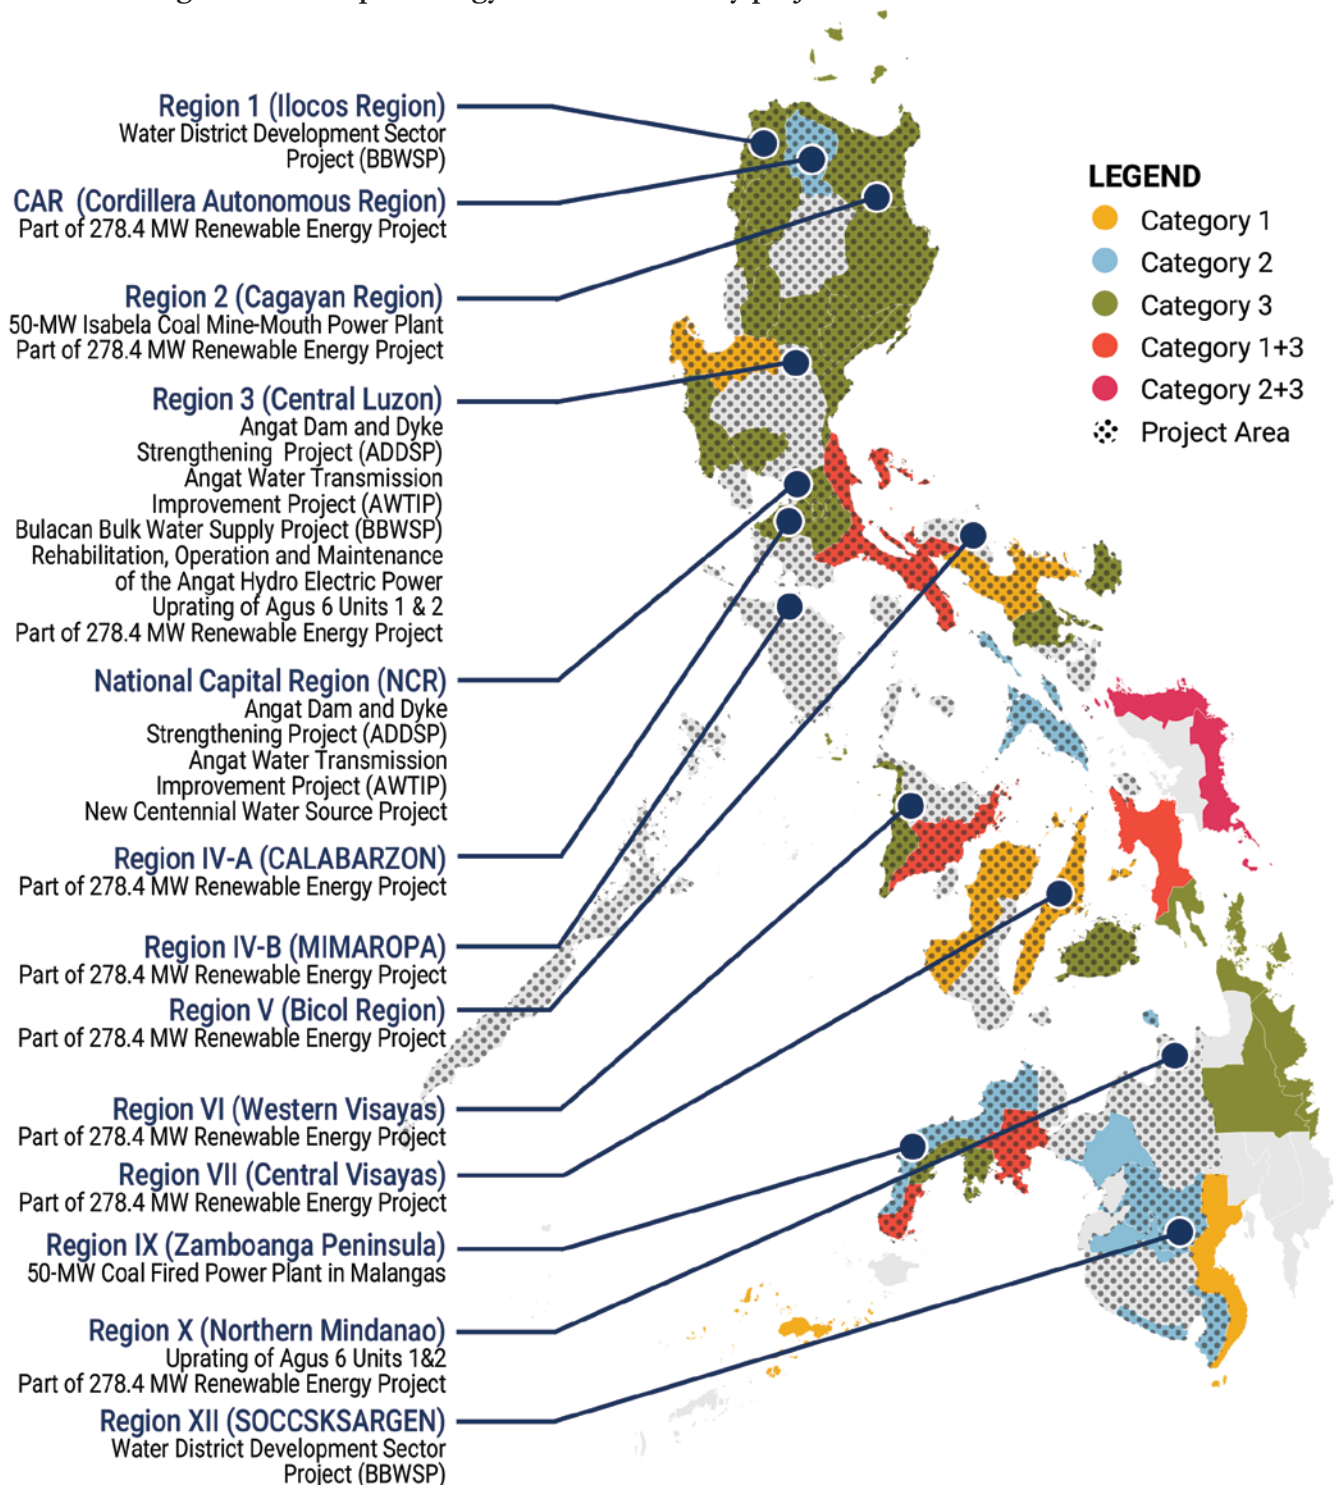 Region 1 (Ilocos Region)
Water District Development Sector
Project (BBWSP)
CAR (Cordillera Autonomous Region)
Part of 278.4 MW Renewable Energy Project
Region 2 (Cagayan Region)
50-MW Isabela Coal Mine-Mouth Power Plant
Part of 278.4 MW Renewable Energy Project
Region 3 (Central Luzon)
Angat Dam and Dyke
Strengthening Project (ADDSP)
Angat Water Transmission
Improvement Project (AWTIP)
Bulacan Bulk Water Supply Project (BBWSP)
Rehabilitation, Operation and Maintenance
of the Angat Hydro Electric Power
Uprating of Agus 6 Units 1 & 2
Part of 278.4 MW Renewable Energy Project
National Capital Region (NCR)
Angat Dam and Dyke
Strengthening Project (ADDSP)
Angat Water Transmission
Improvement Project (AWTIP)
New Centennial Water Source Project
Region IV-A (CALABARZON)
Part of 278.4 MW Renewable Energy Project
Region IV-B (MIMAROPA)
Part of 278.4 MW Renewable Energy Project
Region V (Bicol Region)
Part of 278.4 MW Renewable Energy Project
Region VI (Western Visayas)
Part of 278.4 MW Renewable Energy Project
Region VII (Central Visayas)
Part of 278.4 MW Renewable Energy Project
Region IX (Zamboanga Peninsula)
50-MW Coal Fired Power Plant in Malangas
Region X (Northern Mindanao)
Uprating of Agus 6 Units 1&2
Part of 278.4 MW Renewable Energy Project
Region XII (SOCCSKSARGEN)
Water District Development Sector
Project (BBWSP)
LEGEND
Category 1
Category 2
Category 3
Category 1+3
Category 2+3
Project Area